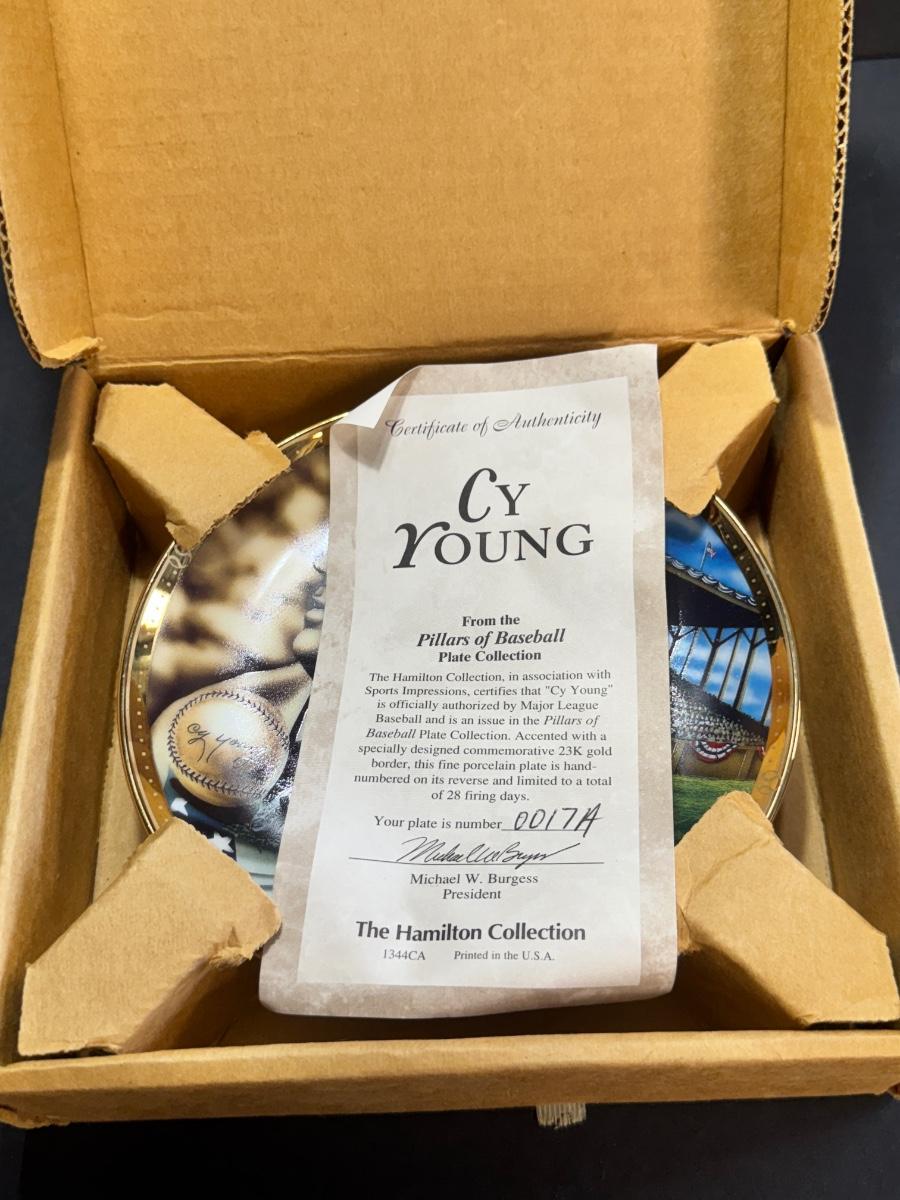 Certificate of Authenticity
CY
YOUNG
From the
Pillars of Baseball
Plate Collection
The Hamilton Collection, in association with
Sports Impressions, certifies that "Cy Young"
is officially authorized by Major League
Baseball and is an issue in the Pillars of
Baseball Plate Collection. Accented with a
specially designed commemorative 23K gold
border, this fine porcelain plate is hand-
numbered on its reverse and limited to a total
of 28 firing days.
Your plate is number 0017A
Michael W. Burgess
Michael W. Burgess
President
The Hamilton Collection
1344CA Printed in the U.S.A.
Cy Young